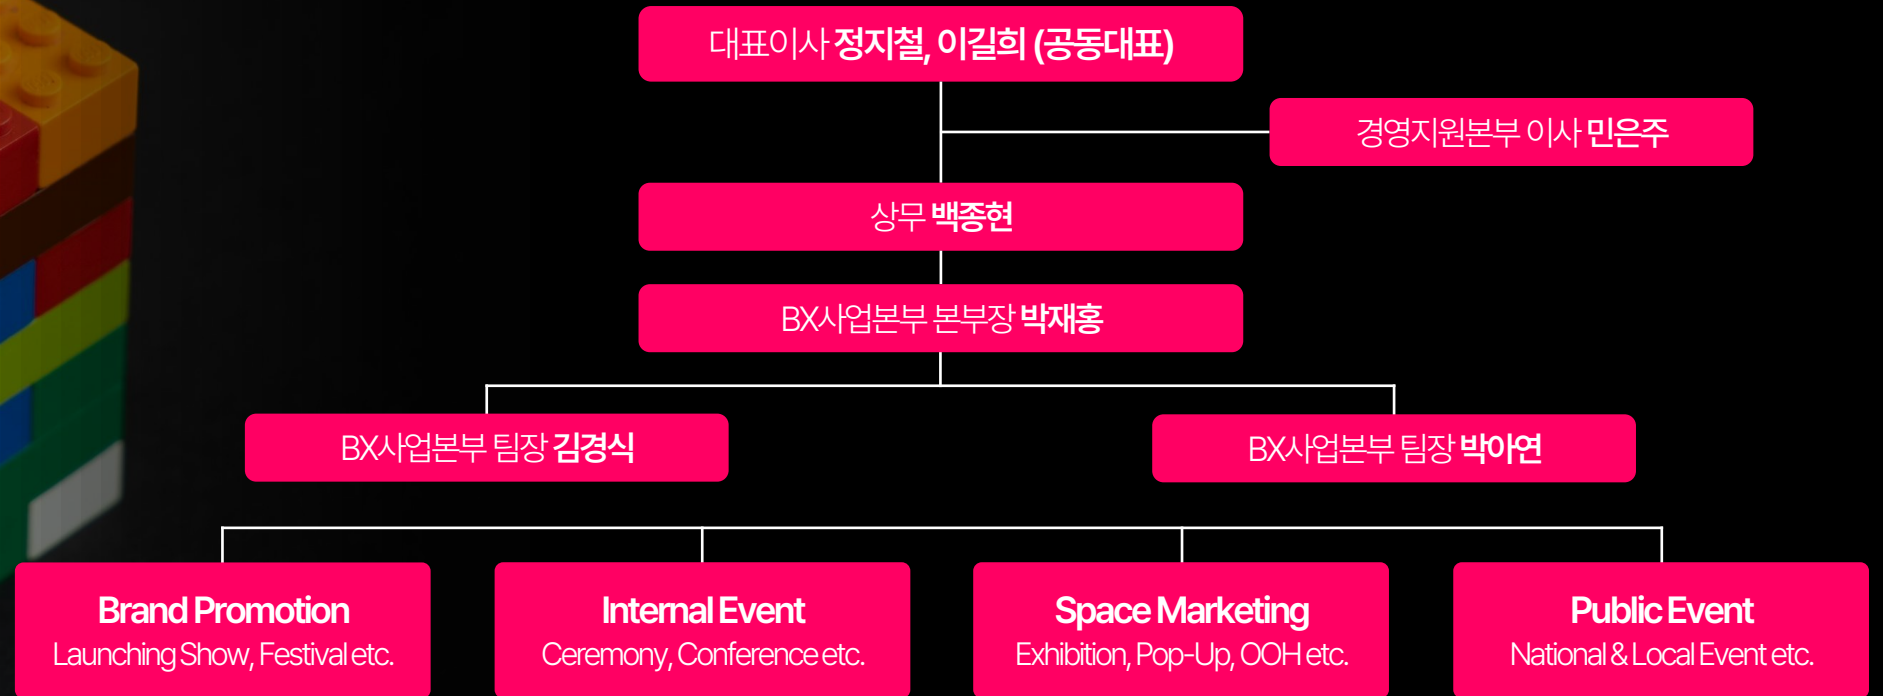 대표이사 정지철, 이길희 (공동대표)
경영지원본부 이사 민은주
상무 백종현
BX사업본부 본부장 박재홍
BX사업본부 팀장 김경식
BX사업본부 팀장 박아연
Brand Promotion
Launching Show, Festival etc.
Internal Event
Ceremony, Conference etc.
Space Marketing
Exhibition, Pop-Up, OOH etc.
Public Event
National & Local Event etc.